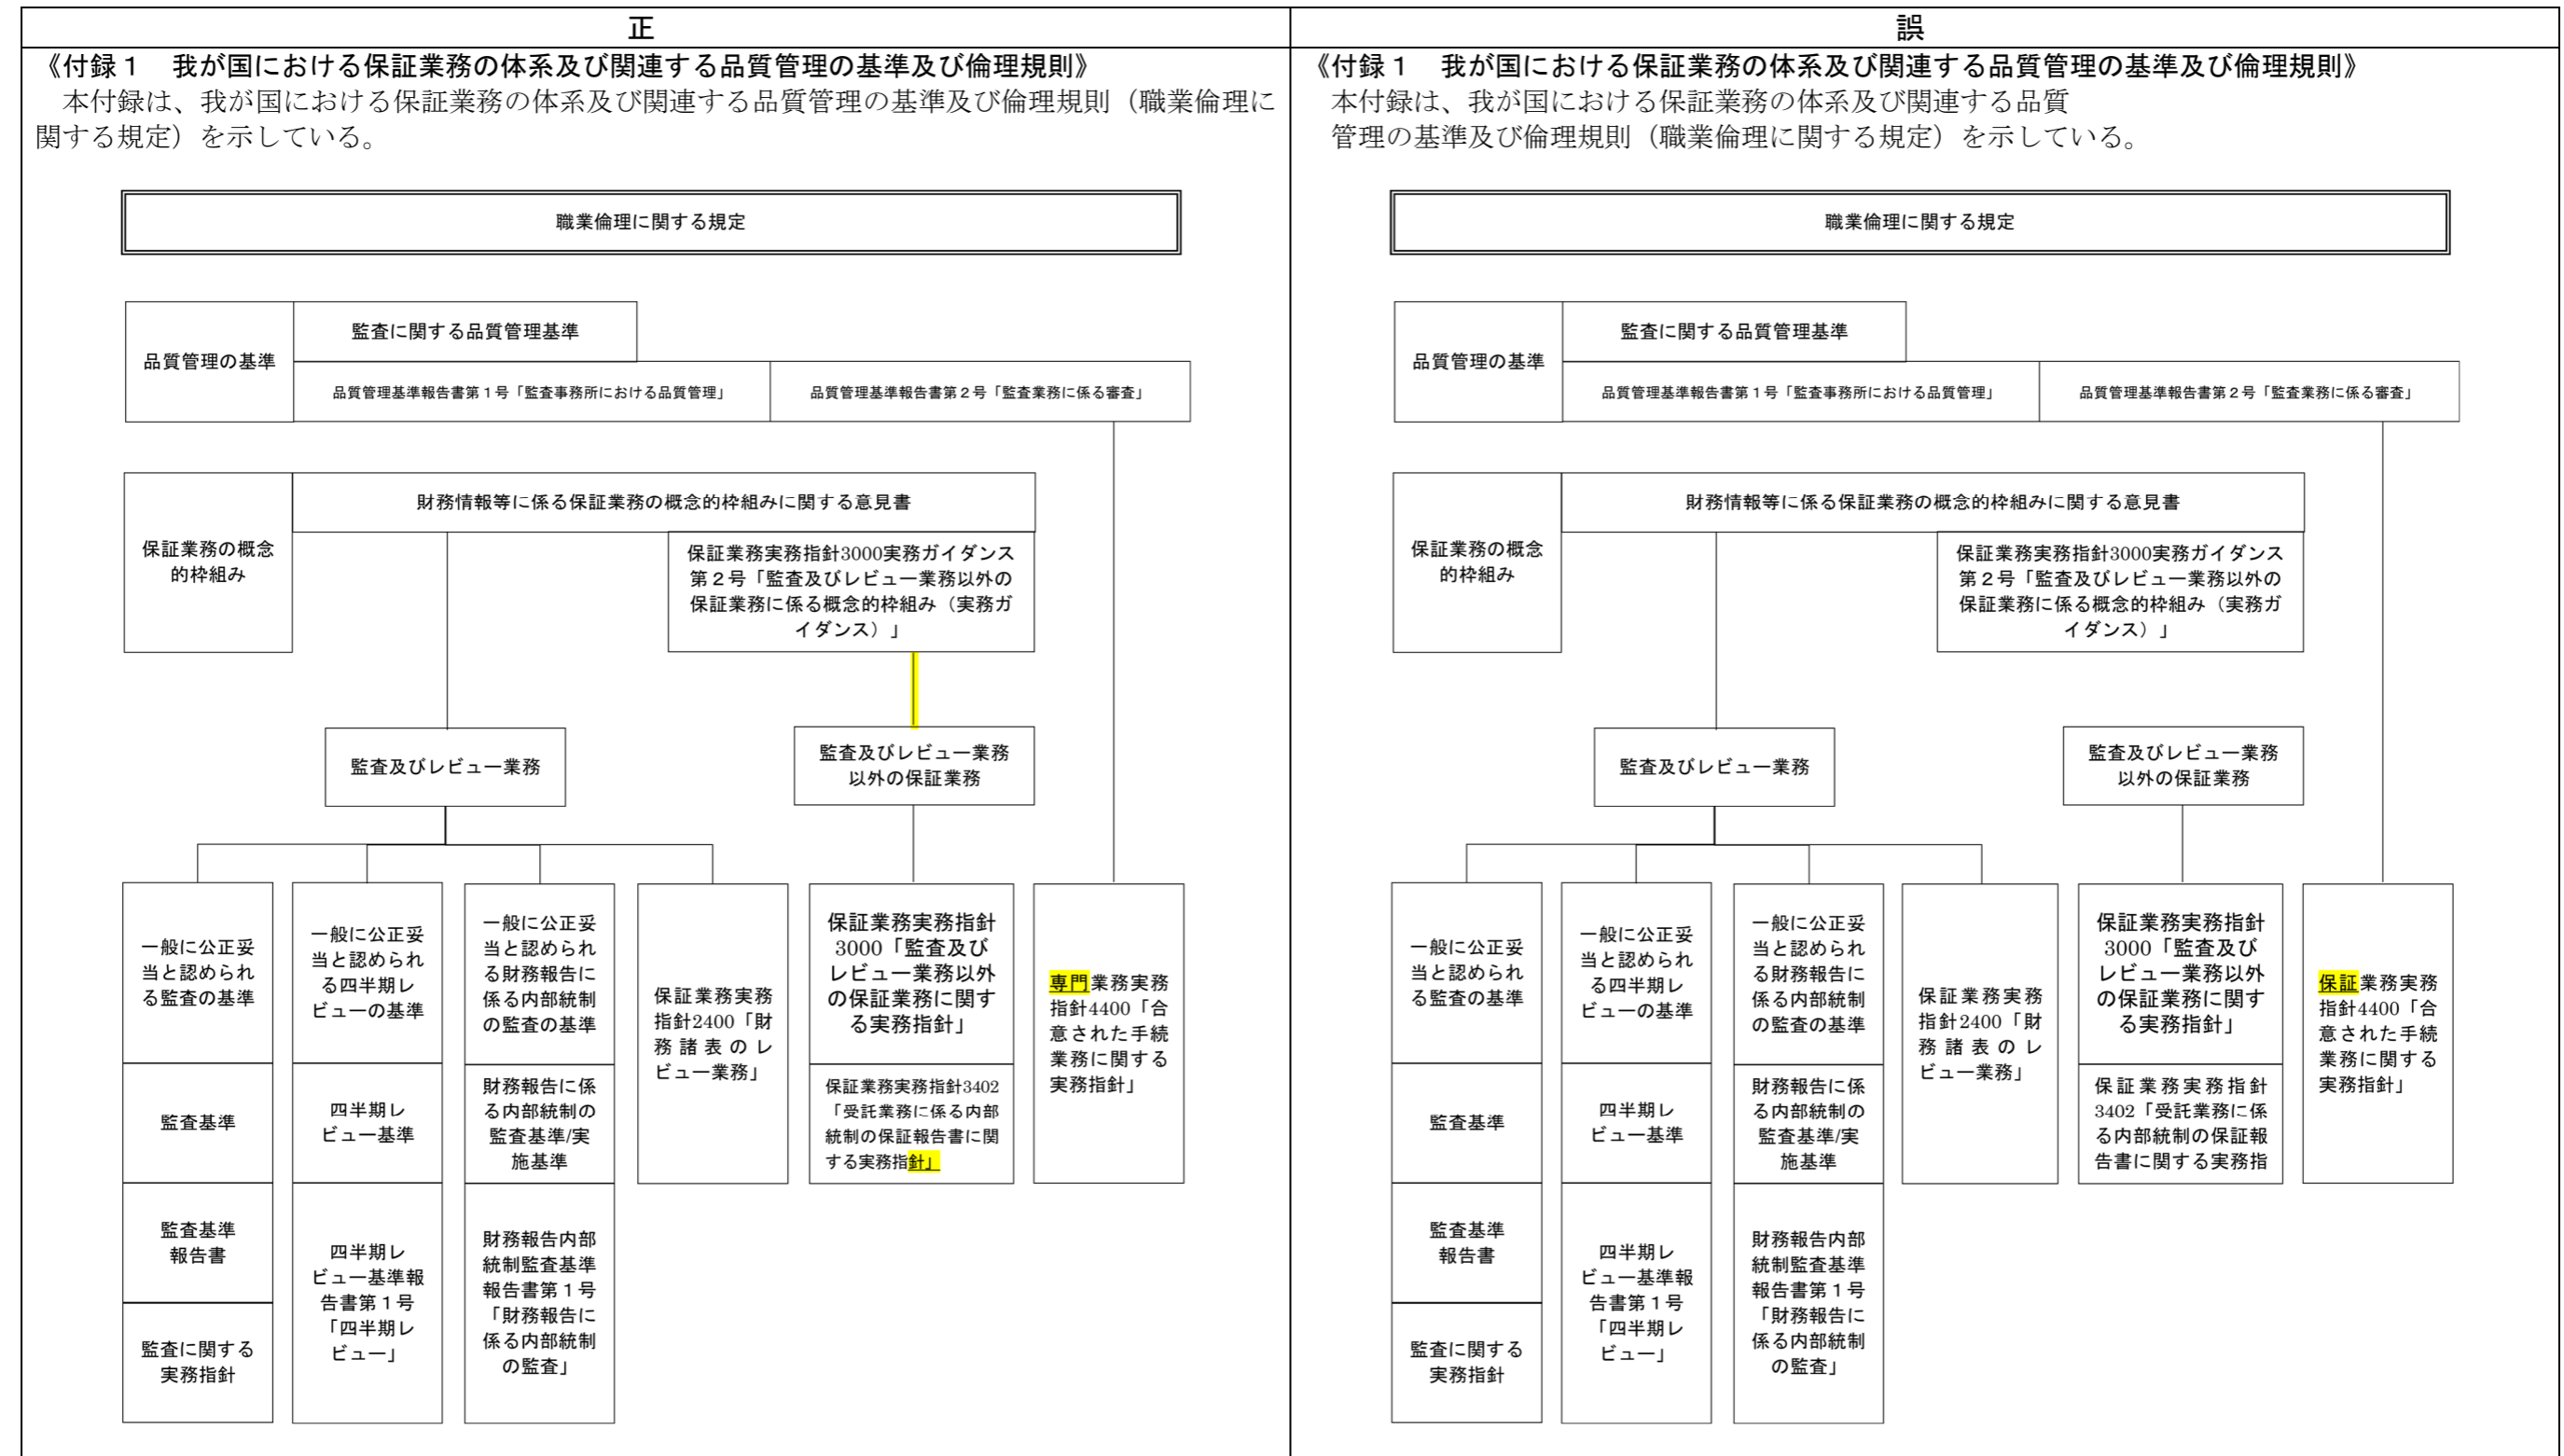 正
《付録１　我が国における保証業務の体系及び関連する品質管理の基準及び倫理規則》
本付録は、我が国における保証業務の体系及び関連する品質管理の基準及び倫理規則（職業倫理に
関する規定）を示している。
職業倫理に関する規定
品質管理の基準
監査に関する品質管理基準
品質管理基準報告書第１号「監査事務所における品質管理」
品質管理基準報告書第２号「監査業務に係る審査」
保証業務の概念
的枠組み
財務情報等に係る保証業務の概念的枠組みに関する意見書
保証業務実務指針3000実務ガイダンス
第２号「監査及びレビュー業務以外の
保証業務に係る概念的枠組み（実務ガ
イダンス）」
監査及びレビュー業務
監査及びレビュー業務
以外の保証業務
一般に公正妥
当と認められ
る監査の基準
監査基準
監査基準
報告書
監査に関する
実務指針
一般に公正妥
当と認められ
る四半期レ
ビューの基準
四半期レ
ビュー基準
四半期レ
ビュー基準報
告書第１号
「四半期レ
ビュー」
一般に公正妥
当と認められ
る財務報告に
係る内部統制
の監査の基準
財務報告に係
る内部統制の
監査基準/実
施基準
財務報告内部
統制監査基準
報告書第１号
「財務報告に
係る内部統制
の監査」
保証業務実務
指針2400「財
務諸表のレ
ビュー業務」
保証業務実務指針
3000「監査及び
レビュー業務以外
の保証業務に関す
る実務指針」
保証業務実務指針3402
「受託業務に係る内部
統制の保証報告書に関
する実務指針」
専門業務実務
指針4400「合
意された手続
業務に関する
実務指針」
誤
《付録１　我が国における保証業務の体系及び関連する品質管理の基準及び倫理規則》
本付録は、我が国における保証業務の体系及び関連する品質
管理の基準及び倫理規則（職業倫理に関する規定）を示している。
職業倫理に関する規定
品質管理の基準
監査に関する品質管理基準
品質管理基準報告書第１号「監査事務所における品質管理」
品質管理基準報告書第２号「監査業務に係る審査」
保証業務の概念
的枠組み
財務情報等に係る保証業務の概念的枠組みに関する意見書
保証業務実務指針3000実務ガイダンス
第２号「監査及びレビュー業務以外の
保証業務に係る概念的枠組み（実務ガ
イダンス）」
監査及びレビュー業務
監査及びレビュー業務
以外の保証業務
一般に公正妥
当と認められ
る監査の基準
監査基準
監査基準
報告書
監査に関する
実務指針
一般に公正妥
当と認められ
る四半期レ
ビューの基準
四半期レ
ビュー基準
四半期レ
ビュー基準報
告書第１号
「四半期レ
ビュー」
一般に公正妥
当と認められ
る財務報告に
係る内部統制
の監査の基準
財務報告に係
る内部統制の
監査基準/実
施基準
財務報告内部
統制監査基準
報告書第１号
「財務報告に
係る内部統制
の監査」
保証業務実務
指針2400「財
務諸表のレ
ビュー業務」
保証業務実務指針
3000「監査及び
レビュー業務以外
の保証業務に関す
る実務指針」
保証業務実務指針
3402「受託業務に係
る内部統制の保証報
告書に関する実務指
保証業務実務
指針4400「合
意された手続
業務に関する
実務指針」